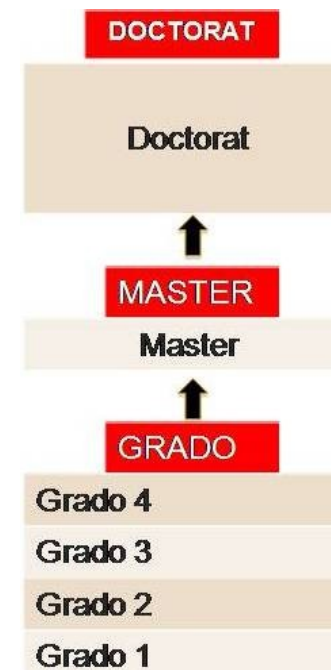 DOCTORAT
Doctorat
MASTER
Master
GRADO
Grado 4
Grado 3
Grado 2
Grado 1